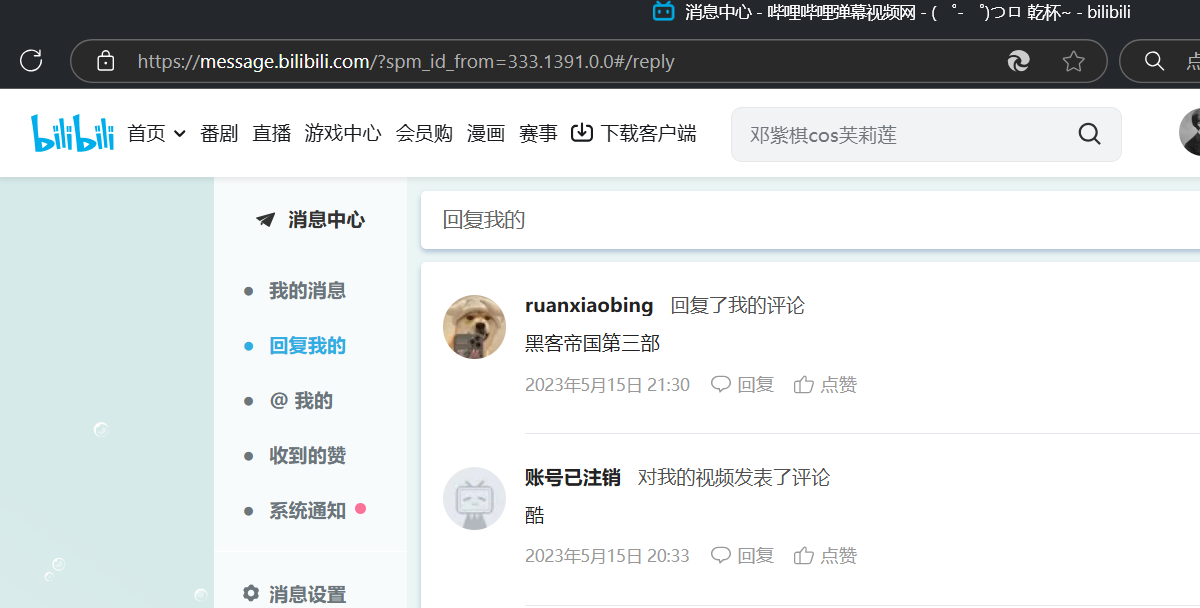 消息中心 - 哔哩哔哩弹幕视频网 - ( ゜- ゜)つロ 乾杯~ - bilibili
https://message.bilibili.com/?spm_id_from=333.1391.0.0#/reply
bilibili 首页 番剧 直播 游戏中心 会员购 漫画 赛事 下载客户端 邓紫棋cos芙莉莲
消息中心
回复我的
我的消息
回复我的
@ 我的
收到的赞
系统通知
消息设置
ruanxiaobing 回复了我的评论
黑客帝国第三部
2023年5月15日 21:30 回复 点赞
账号已注销 对我的视频发表了评论
酷
2023年5月15日 20:33 回复 点赞